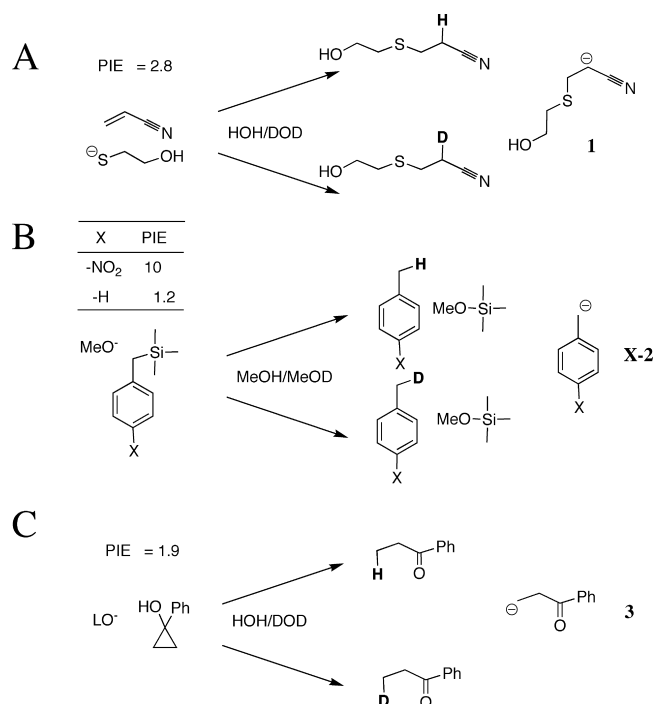 A
PIE = 2.8
H
HO
S
N
N
⊖
S
OH
HOH/DOD
D
HO
S
N
⊖
N
S
HO
1
B
X PIE
-NO2 10
-H 1.2
MeO-
Si
X
MeOH/MeOD
H
X
MeO
Si
D
X
MeO
Si
⊖
X
X-2
C
PIE = 1.9
LO-
HO
Ph
HOH/DOD
H
O
Ph
D
O
Ph
⊖
O
Ph
3